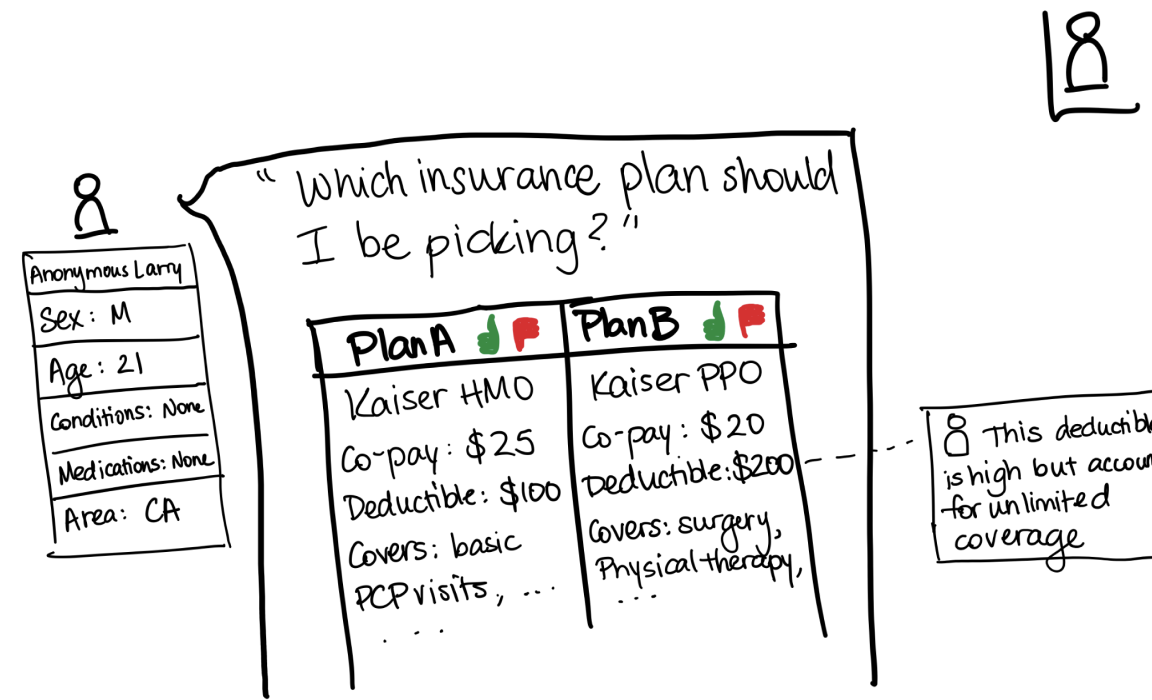 "Which insurance plan should
I be picking?"
Anonymous Larry
Sex: M
Age: 21
Conditions: None
Medications: None
Area: CA
Plan A
Kaiser HMO
Co-pay: $25
Deductible: $100
Covers: basic
PCP visits, ...
...
Plan B
Kaiser PPO
Co-pay: $20
Deductible: $200
Covers: surgery,
Physical therapy,
...
This deductible
is high but accoun
for unlimited
coverage